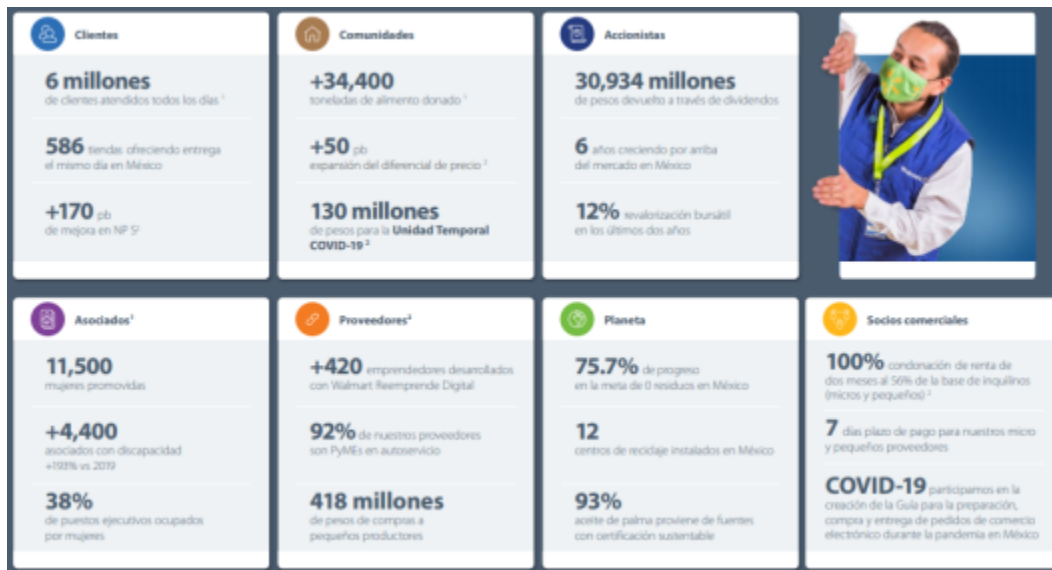 Clientes
6 millones
de clientes atendidos todos los días ¹
586 tiendas ofreciendo entrega
el mismo día en México
+170 pb
de mejora en NP S²
Comunidades
+34,400
toneladas de alimento donado ¹
+50 pb
expansión del diferencial de precio ²
130 millones
de pesos para la Unidad Temporal
COVID-19 ²
Accionistas
30,934 millones
de pesos devuelto a través de dividendos
6 años creciendo por arriba
del mercado en México
12% revalorización bursátil
en los últimos dos años
Asociados¹
11,500
mujeres promovidas
+4,400
asociados con discapacidad
+193% vs 2019
38%
de puestos ejecutivos ocupados
por mujeres
Proveedores²
+420 emprendedores desarrollados
con Walmart Reemprende Digital
92% de nuestros proveedores
son PyMEs en autoservicio
418 millones
de pesos de compras a
pequeños productores
Planeta
75.7% de progreso
en la meta de 0 residuos en México
12
centros de reciclaje instalados en México
93%
aceite de palma proviene de fuentes
con certificación sustentable
Socios comerciales
100% condonación de renta de
dos meses al 56% de la base de inquilinos
(micros y pequeños) ²
7 días plazo de pago para nuestros micro
y pequeños proveedores
COVID-19 participamos en la
creación de la Guía para la preparación,
compra y entrega de pedidos de comercio
electrónico durante la pandemia en México